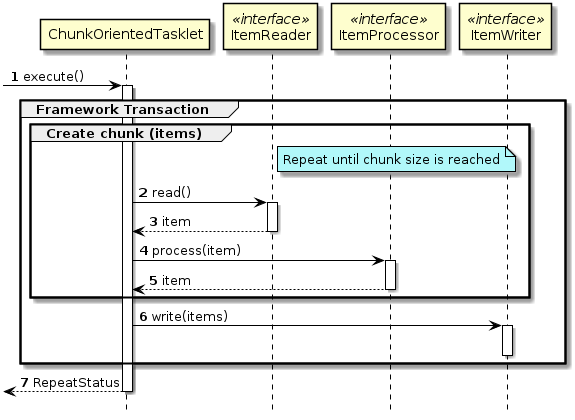 ChunkOrientedTasklet
«interface»
ItemReader
«interface»
ItemProcessor
«interface»
ItemWriter
1 execute()
Framework Transaction
Create chunk (items)
Repeat until chunk size is reached
2 read()
3 item
4 process(item)
5 item
6 write(items)
7 RepeatStatus